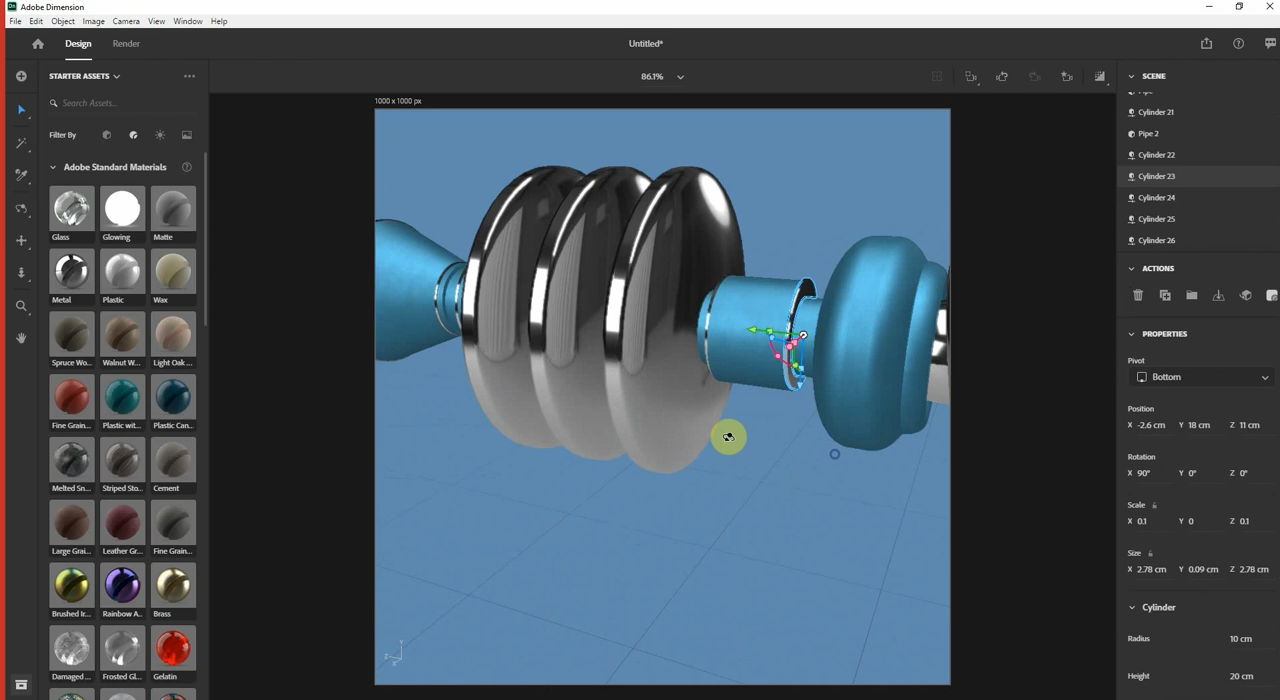 Adobe Dimension
File Edit Object Image Camera View Window Help
Design Render Untitled*
STARTER ASSETS
86.1%
SCENE
1000 x 1000 px
Search Assets...
Cylinder 21
Filter By
Pipe 2
Cylinder 22
Adobe Standard Materials
Cylinder 23
Cylinder 24
Cylinder 25
Glass Glowing Matte
Cylinder 26
ACTIONS
Metal Plastic Wax
PROPERTIES
Pivot
Spruce Wo... Walnut W... Light Oak ...
Bottom
Position
X -2.6 cm Y 18 cm Z 11 cm
Fine Grain... Plastic wit... Plastic Can...
Rotation
X 90° Y 0° Z 0°
Melted Sn... Striped Sto... Cement
Scale
X 0.1 Y 0 Z 0.1
Large Grai... Leather Gr... Fine Grain...
Size
X 2.78 cm Y 0.09 cm Z 2.78 cm
Brushed Ir... Rainbow A... Brass
Cylinder
Radius 10 cm
Damaged ... Frosted Gl... Gelatin
Height 20 cm
Y
Z
X